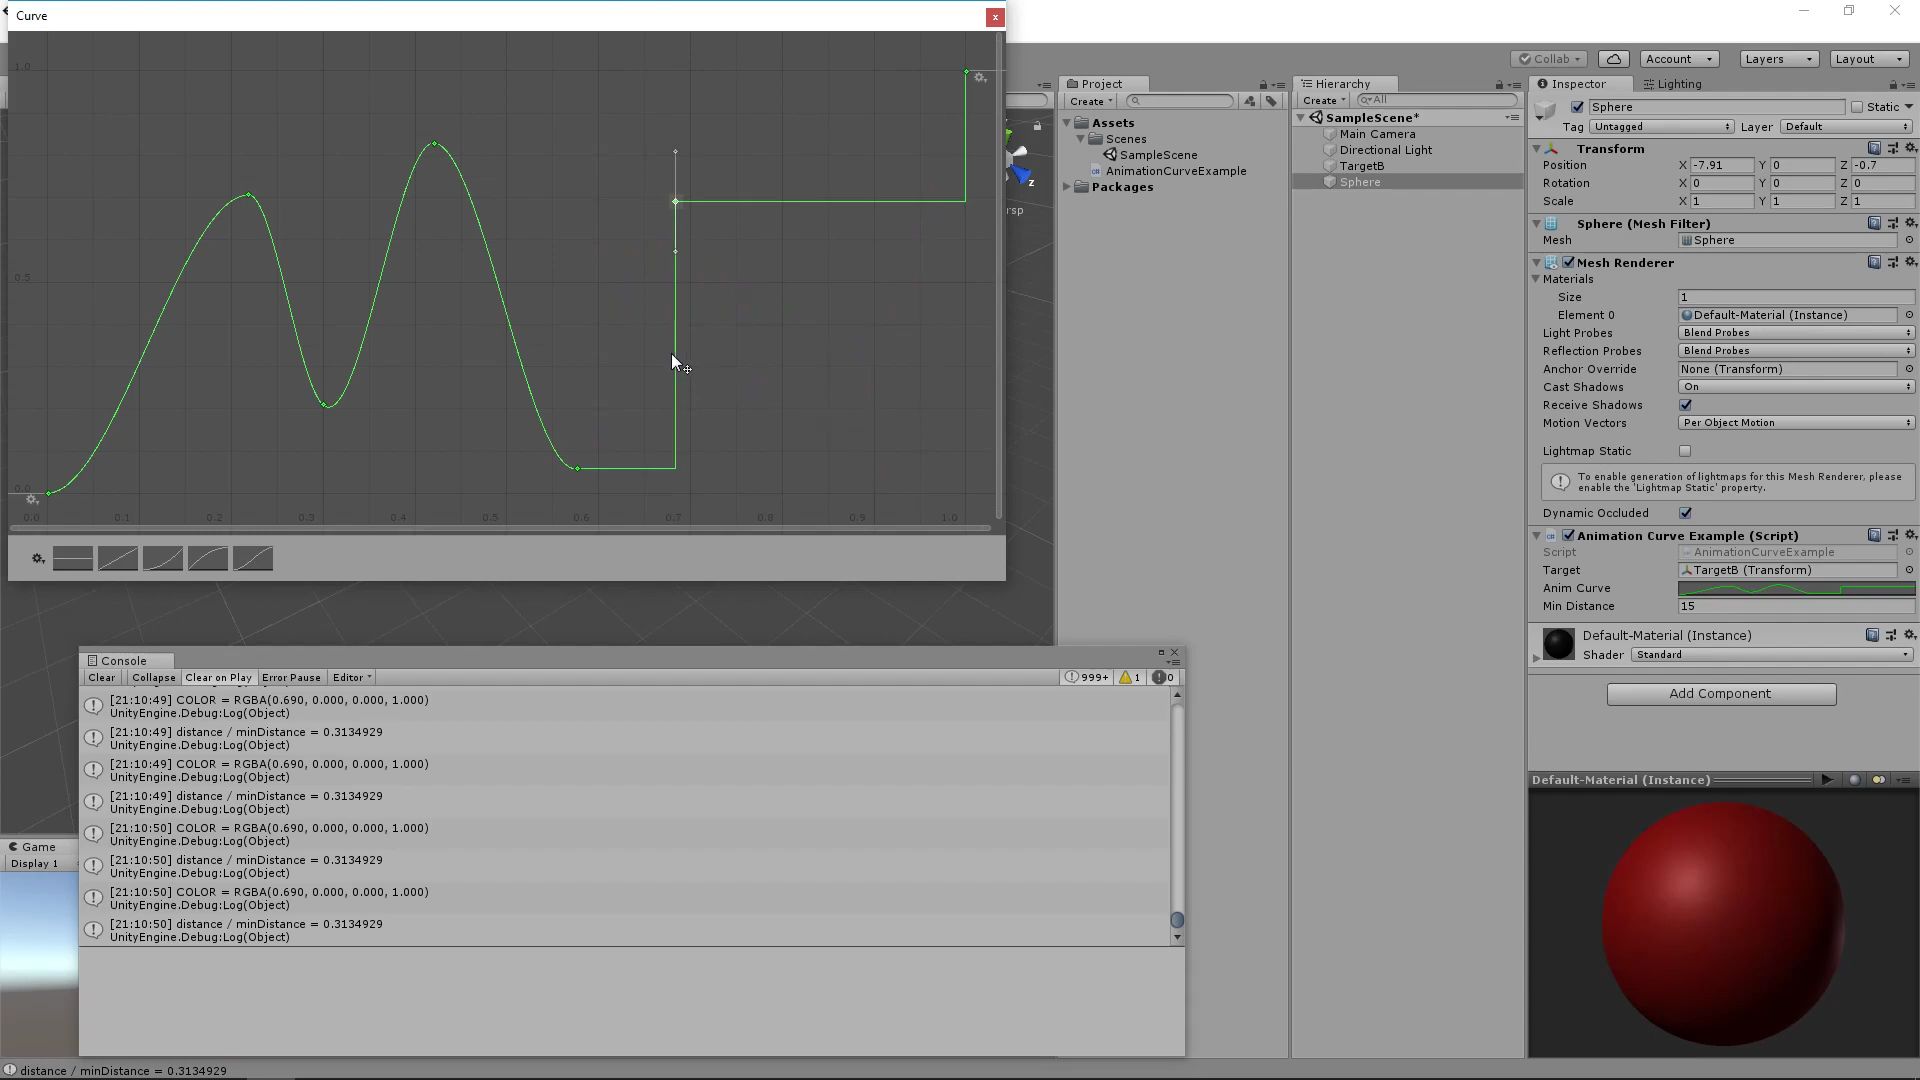 Curve
x
1.0
0.5
0.0
0.0 0.1 0.2 0.3 0.4 0.5 0.6 0.7 0.8 0.9 1.0
Collab
Account
Layers
Layout
Project
Create
Assets
Scenes
SampleScene
AnimationCurveExample
Packages
z
rsp
Hierarchy
Create
All
SampleScene*
Main Camera
Directional Light
TargetB
Sphere
Inspector
Lighting
Sphere
Static
Tag Untagged Layer Default
Transform
Position X -7.91 Y 0 Z -0.7
Rotation X 0 Y 0 Z 0
Scale X 1 Y 1 Z 1
Sphere (Mesh Filter)
Mesh Sphere
Mesh Renderer
Materials
Size 1
Element 0 Default-Material (Instance)
Light Probes Blend Probes
Reflection Probes Blend Probes
Anchor Override None (Transform)
Cast Shadows On
Receive Shadows
Motion Vectors Per Object Motion
Lightmap Static
To enable generation of lightmaps for this Mesh Renderer, please
enable the 'Lightmap Static' property.
Dynamic Occluded
Animation Curve Example (Script)
Script AnimationCurveExample
Target TargetB (Transform)
Anim Curve
Min Distance 15
Default-Material (Instance)
Shader Standard
Add Component
Default-Material (Instance)
Console
Clear Collapse Clear on Play Error Pause Editor 999+ 1 0
[21:10:49] COLOR = RGBA(0.690, 0.000, 0.000, 1.000)
UnityEngine.Debug:Log(Object)
[21:10:49] distance / minDistance = 0.3134929
UnityEngine.Debug:Log(Object)
[21:10:49] COLOR = RGBA(0.690, 0.000, 0.000, 1.000)
UnityEngine.Debug:Log(Object)
[21:10:49] distance / minDistance = 0.3134929
UnityEngine.Debug:Log(Object)
[21:10:50] COLOR = RGBA(0.690, 0.000, 0.000, 1.000)
UnityEngine.Debug:Log(Object)
[21:10:50] distance / minDistance = 0.3134929
UnityEngine.Debug:Log(Object)
[21:10:50] COLOR = RGBA(0.690, 0.000, 0.000, 1.000)
UnityEngine.Debug:Log(Object)
[21:10:50] distance / minDistance = 0.3134929
UnityEngine.Debug:Log(Object)
Game
Display 1
distance / minDistance = 0.3134929